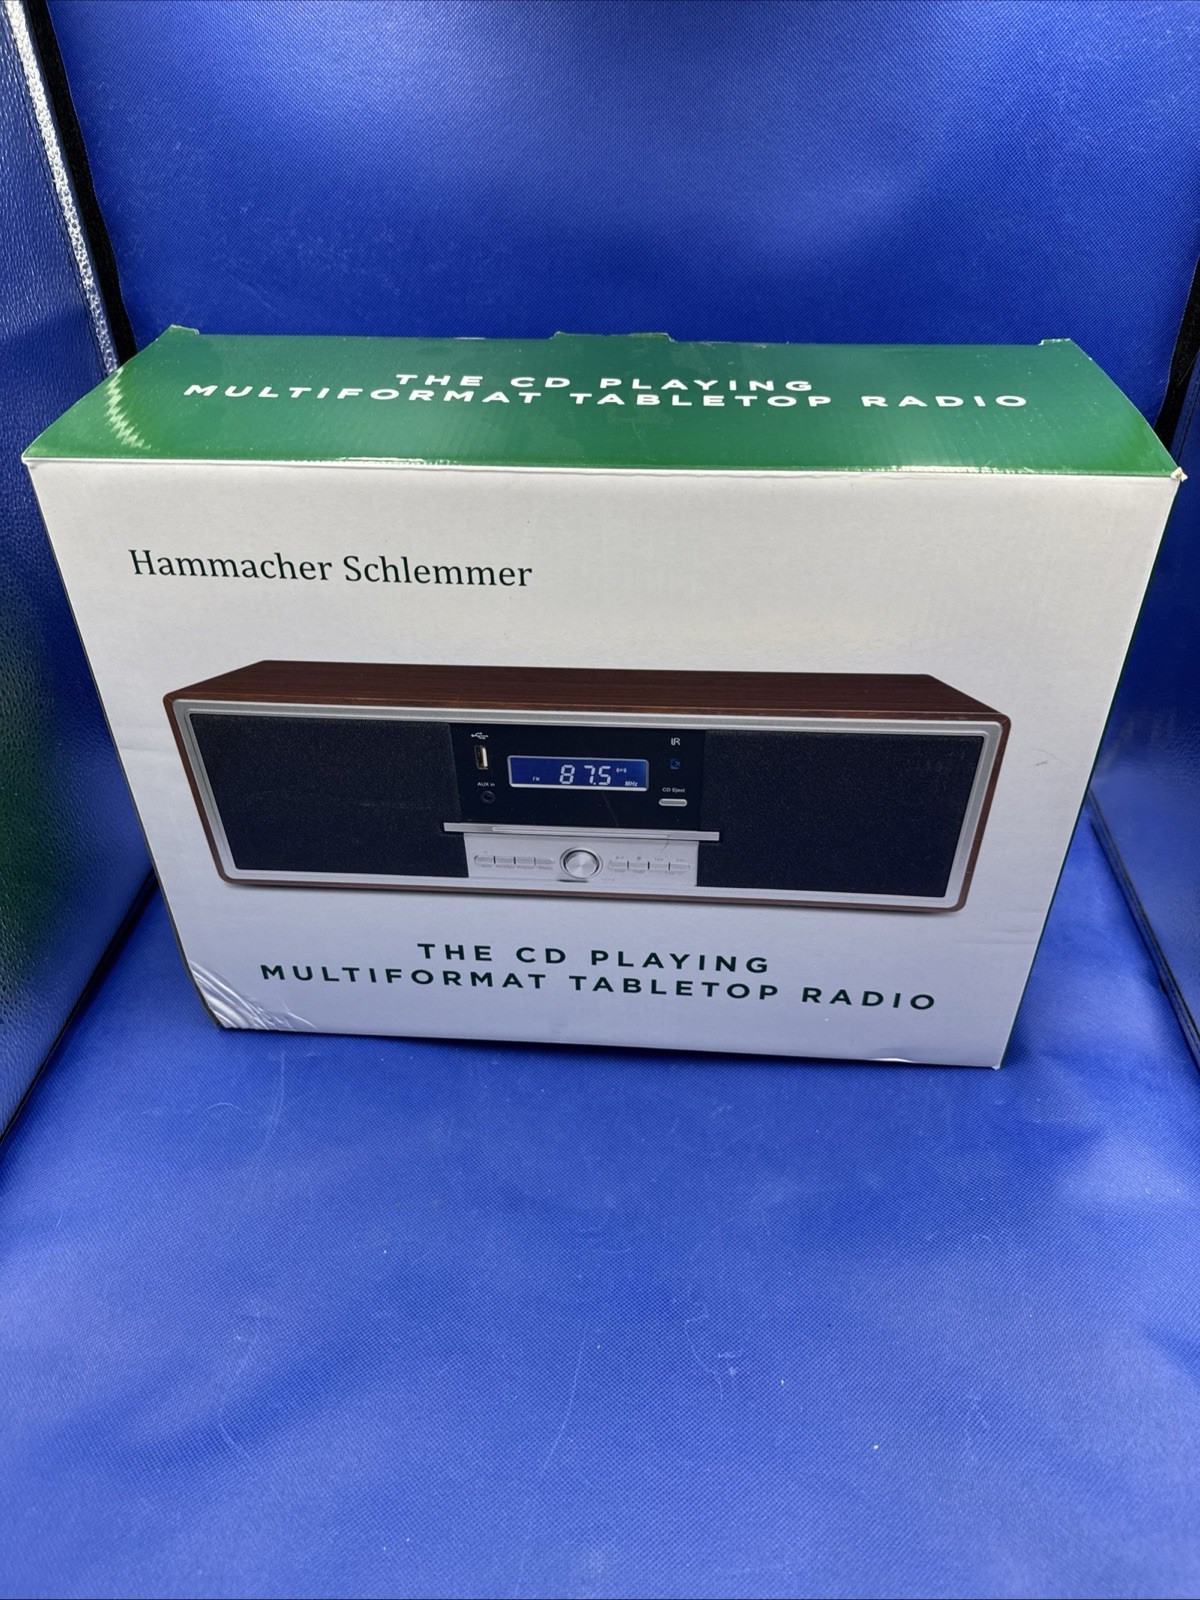 THE CD PLAYING
MULTIFORMAT TABLETOP RADIO
Hammacher Schlemmer
IR
AUX in
FM
87.5
MHz
CD Eject
THE CD PLAYING
MULTIFORMAT TABLETOP RADIO